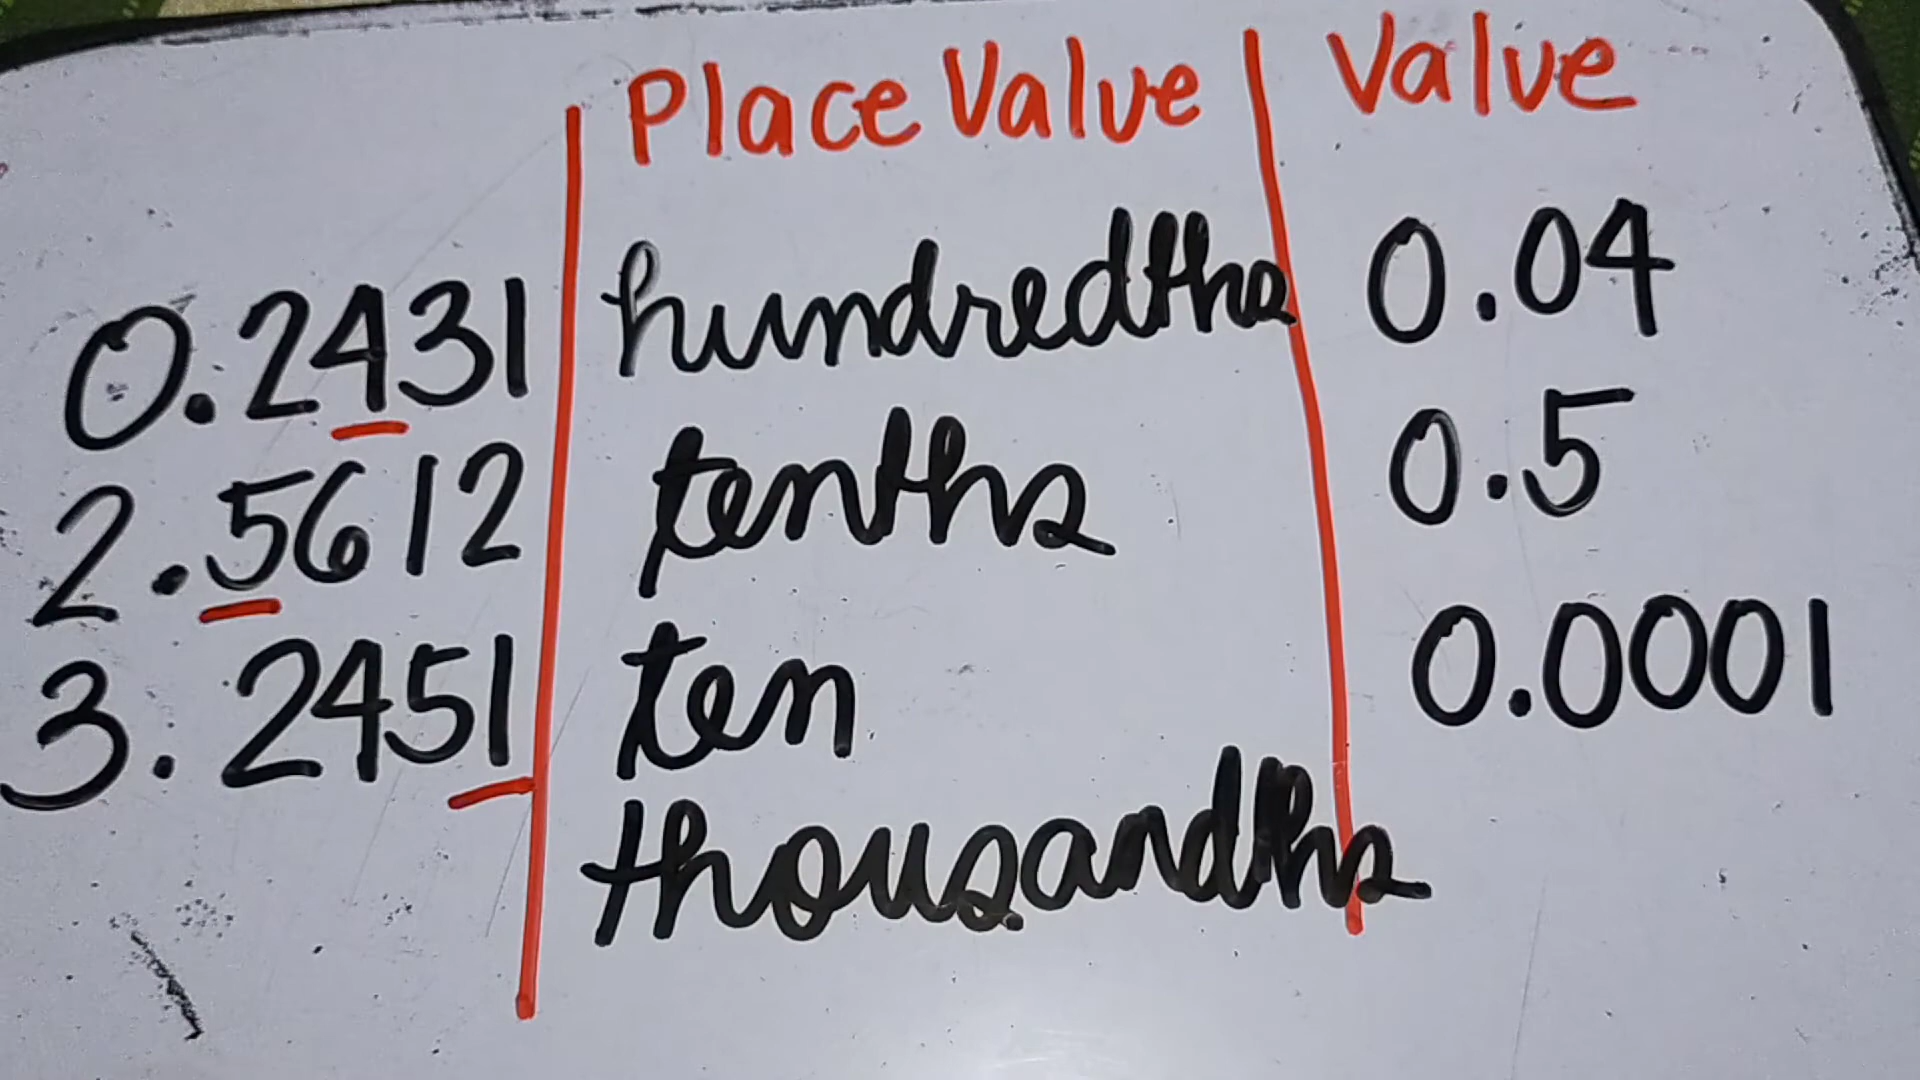 Place Value Value
0.2431 hundredths 0.04
2.5612 tenths 0.5
3.2451 ten 0.0001
thousandths